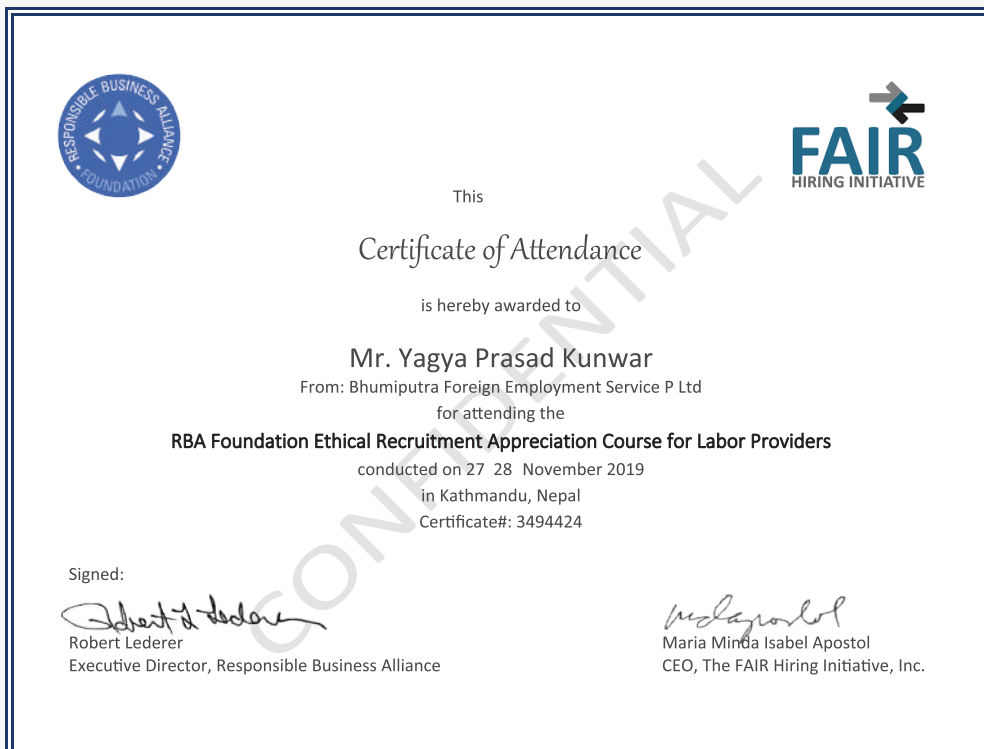 RESPONSIBLE BUSINESS ALLIANCE
• FOUNDATION •
FAIR
HIRING INITIATIVE
This
Certificate of Attendance
is hereby awarded to
Mr. Yagya Prasad Kunwar
From: Bhumiputra Foreign Employment Service P Ltd
for attending the
RBA Foundation Ethical Recruitment Appreciation Course for Labor Providers
conducted on 27 28 November 2019
in Kathmandu, Nepal
Certificate#: 3494424
CONFIDENTIAL
Signed:
Robert L Lederer
Robert Lederer
Executive Director, Responsible Business Alliance
mdapostol
Maria Minda Isabel Apostol
CEO, The FAIR Hiring Initiative, Inc.